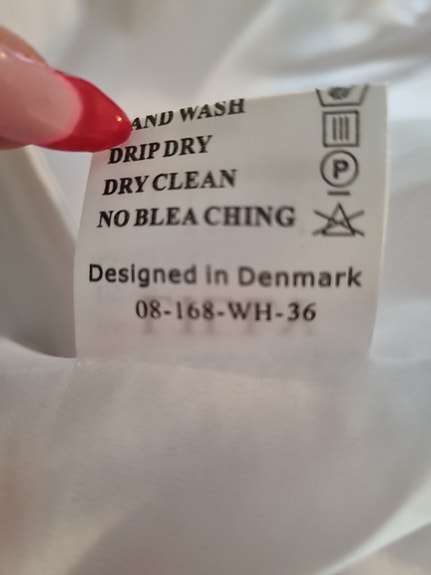 AND WASH
DRIP DRY
DRY CLEAN
P
NO BLEACHING
Designed in Denmark
08-168-WH-36